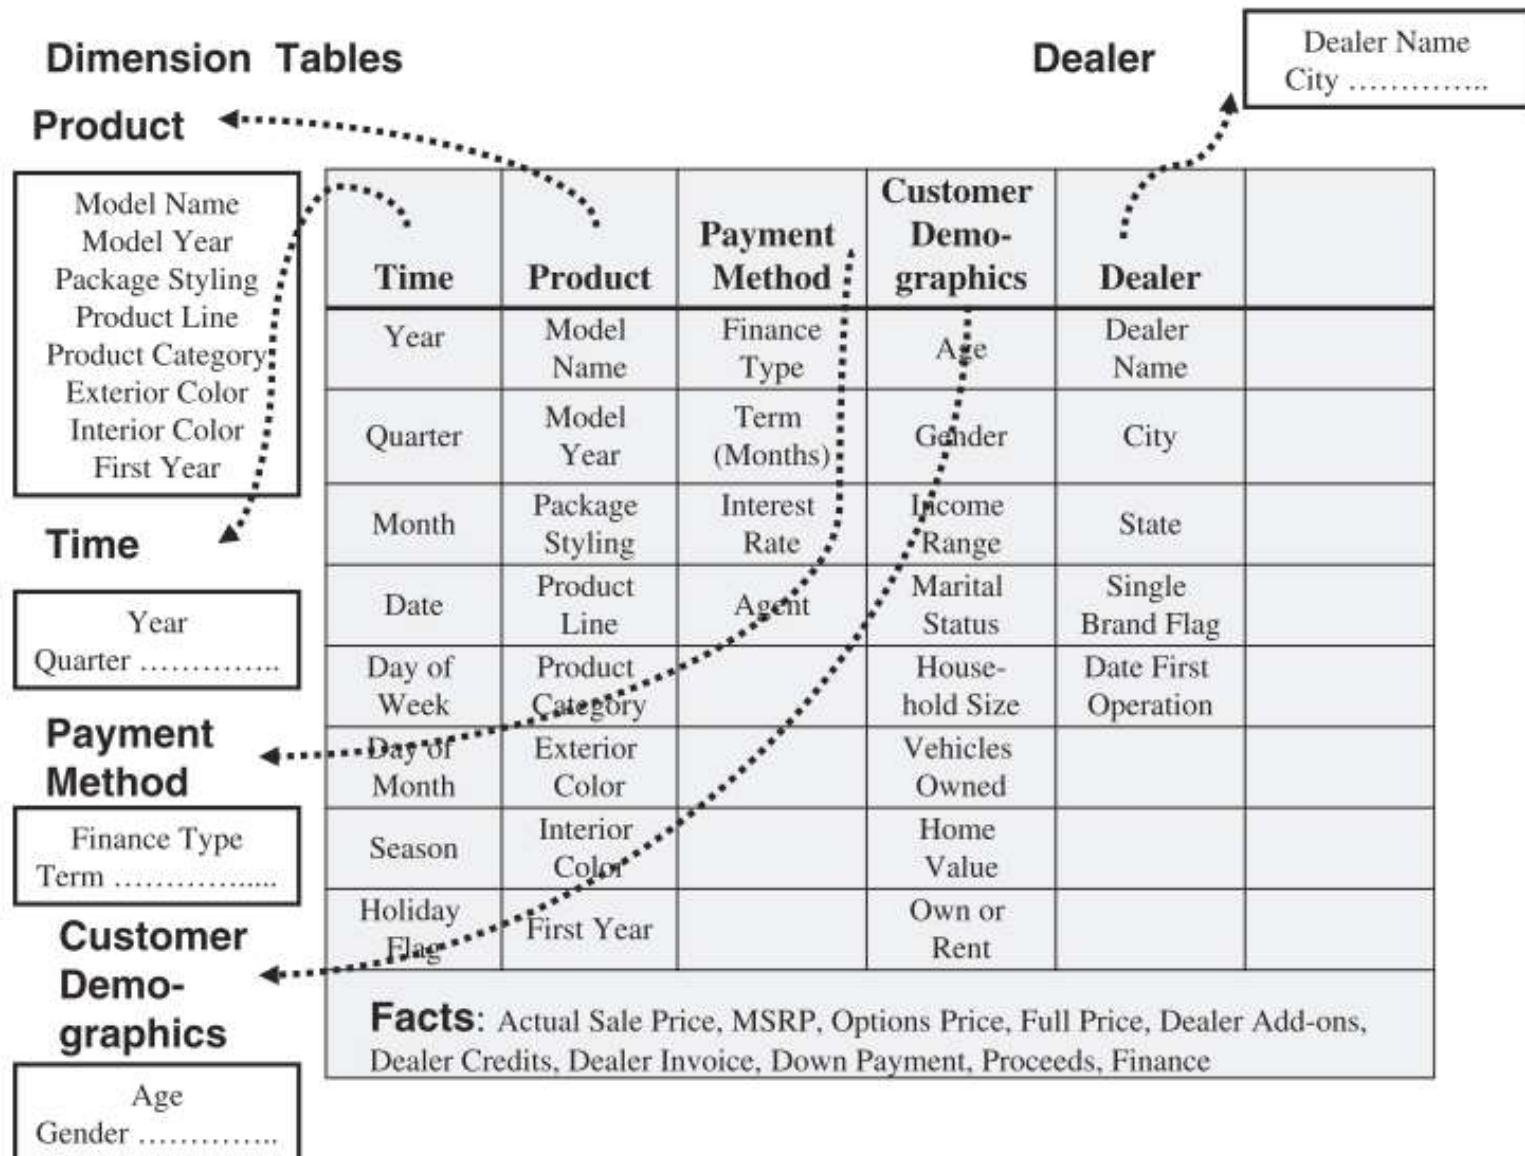 Dimension Tables
Dealer
Dealer Name
City …………..
Product
Model Name
Model Year
Package Styling
Product Line
Product Category
Exterior Color
Interior Color
First Year
Time
Year
Quarter …………..
Payment
Method
Finance Type
Term ………….....
Customer
Demo-
graphics
Age
Gender …………..
Time
Product
Payment
Method
Customer
Demo-
graphics
Dealer
Year
Model
Name
Finance
Type
Age
Dealer
Name
Quarter
Model
Year
Term
(Months)
Gender
City
Month
Package
Styling
Interest
Rate
Income
Range
State
Date
Product
Line
Agent
Marital
Status
Single
Brand Flag
Day of
Week
Product
Category
House-
hold Size
Date First
Operation
Day of
Month
Exterior
Color
Vehicles
Owned
Season
Interior
Color
Home
Value
Holiday
Flag
First Year
Own or
Rent
Facts: Actual Sale Price, MSRP, Options Price, Full Price, Dealer Add-ons,
Dealer Credits, Dealer Invoice, Down Payment, Proceeds, Finance